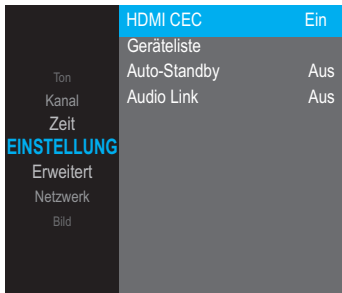 Ton
Kanal
Zeit
EINSTELLUNG
Erweitert
Netzwerk
Bild
HDMI CEC Ein
Geräteliste
Auto-Standby Aus
Audio Link Aus